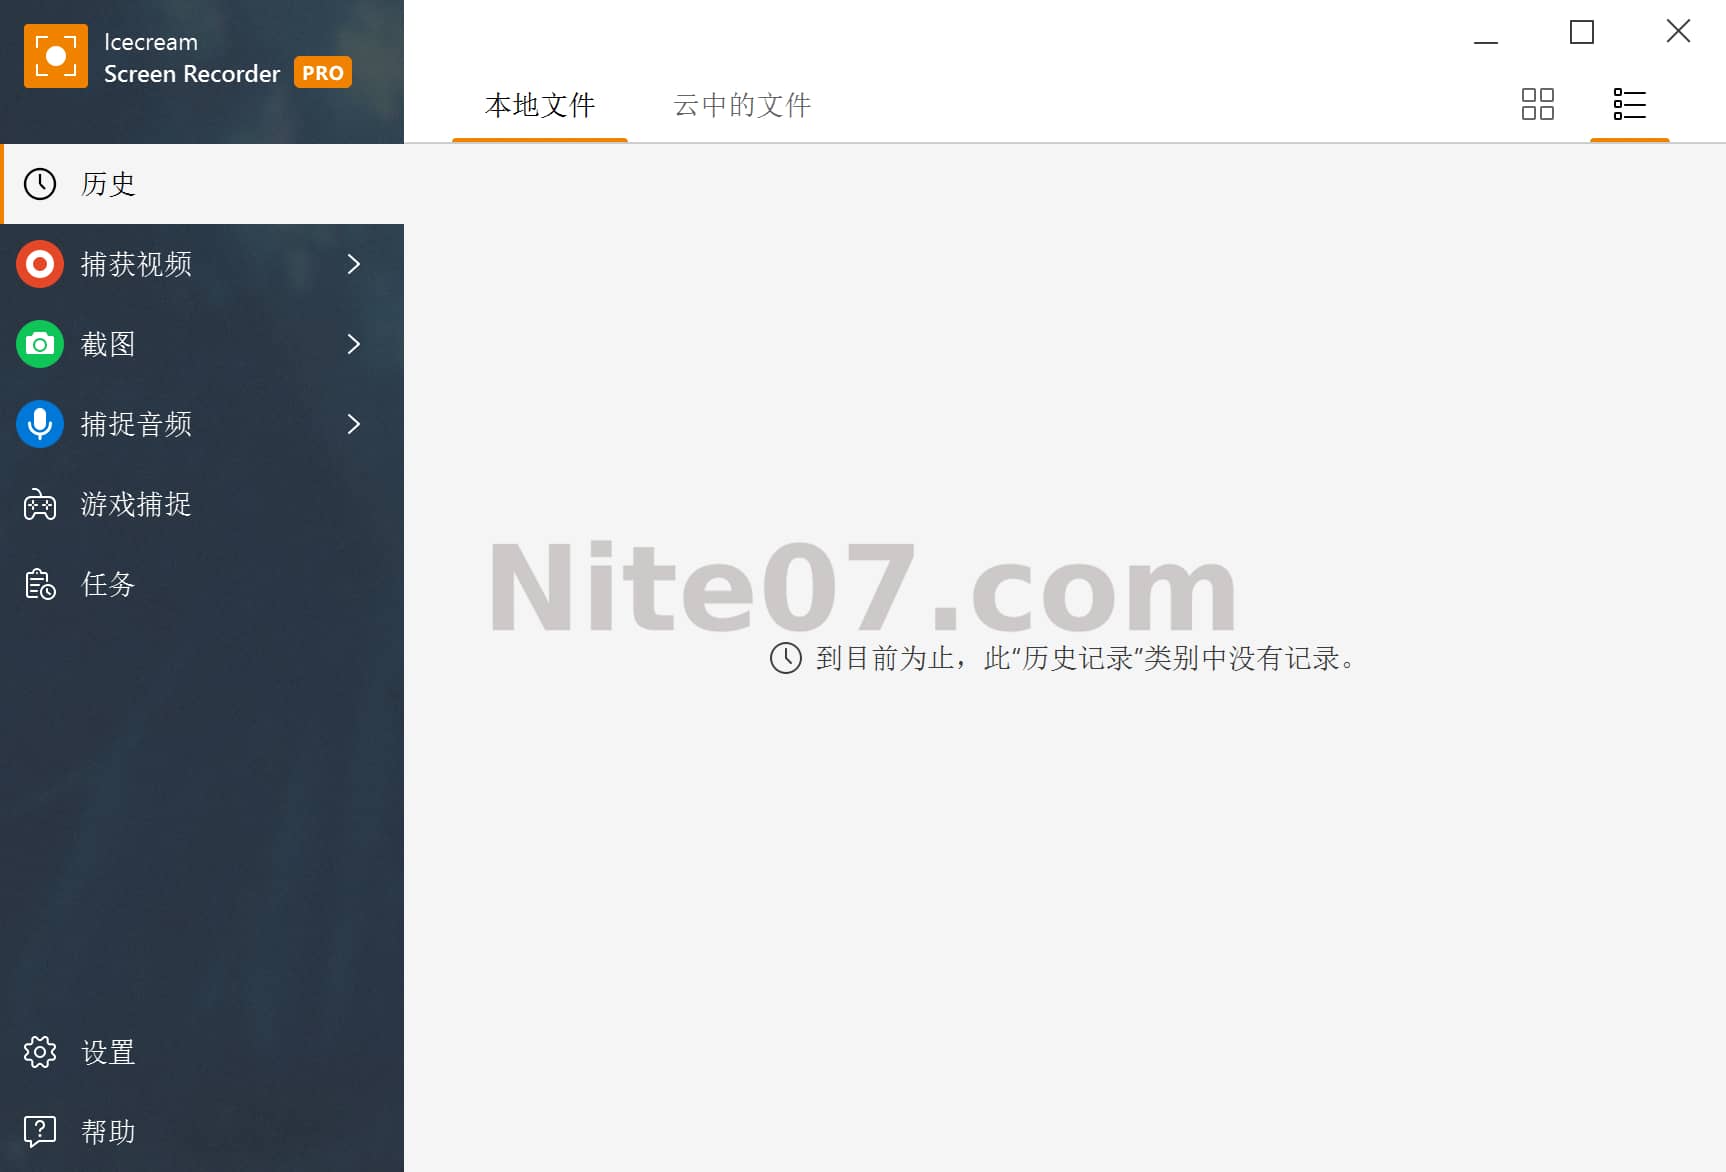 Icecream
Screen Recorder PRO
本地文件
云中的文件
历史
捕获视频
截图
捕捉音频
游戏捕捉
任务
Nite07.com
到目前为止，此“历史记录”类别中没有记录。
设置
帮助